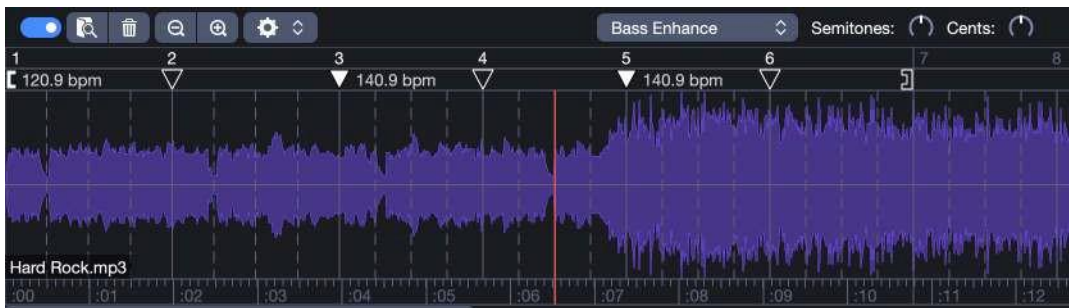 Bass Enhance Semitones: Cents:
1 2 3 4 5 6 7 8
120.9 bpm 140.9 bpm 140.9 bpm
Hard Rock.mp3
:00 :01 :02 :03 :04 :05 :06 :07 :08 :09 :10 :11 :12